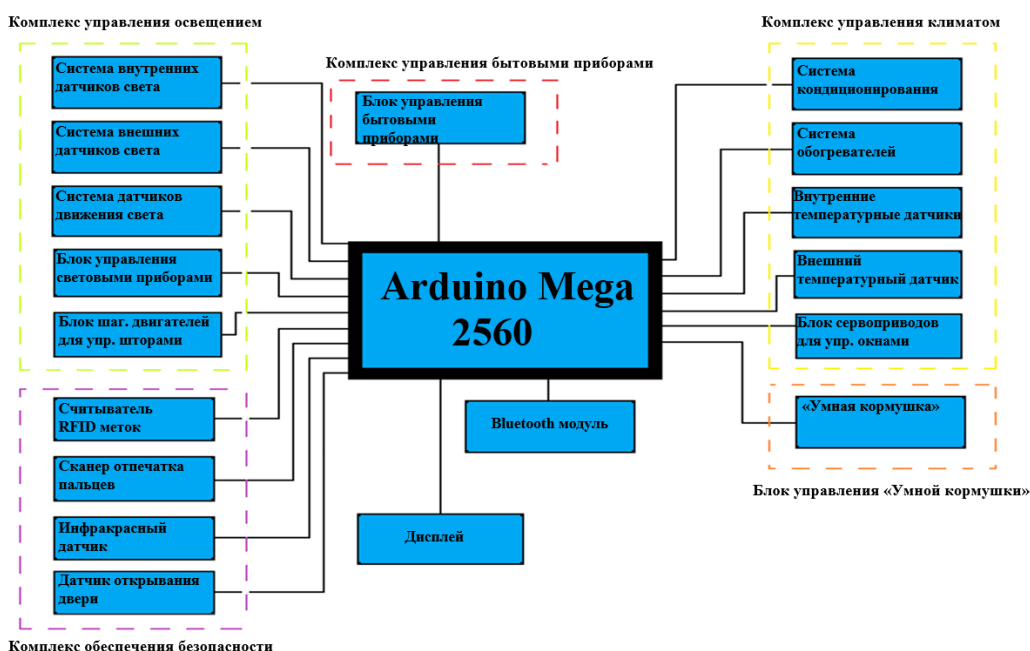 Комплекс управления освещением
Система внутренних
датчиков света
Система внешних
датчиков света
Система датчиков
движения света
Блок управления
световыми приборами
Блок шаг. двигателей
для упр. шторами
Комплекс управления бытовыми приборами
Блок управления
бытовыми
приборами
Комплекс управления климатом
Система
кондиционирования
Система
обогревателей
Внутренние
температурные датчики
Внешний
температурный датчик
Блок сервоприводов
для упр. окнами
Arduino Mega
2560
Считыватель
RFID меток
Сканер отпечатка
пальцев
Инфракрасный
датчик
Датчик открывания
двери
Комплекс обеспечения безопасности
Bluetooth модуль
Дисплей
«Умная кормушка»
Блок управления «Умной кормушки»